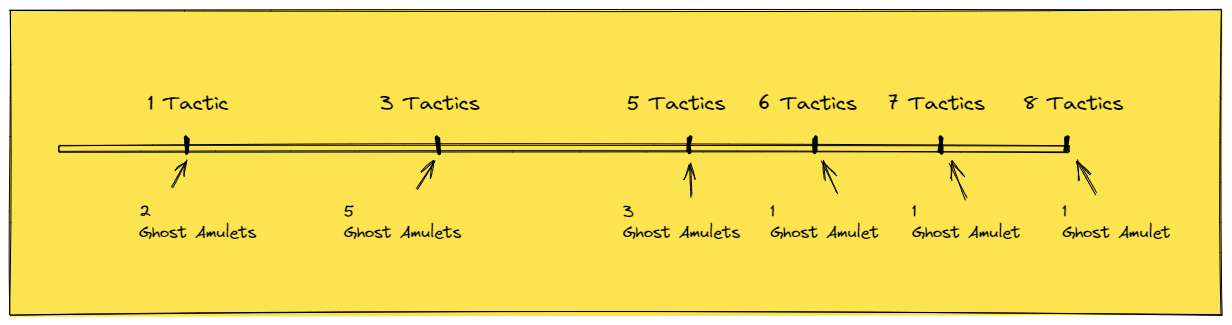 1 Tactic
3 Tactics
5 Tactics
6 Tactics
7 Tactics
8 Tactics
2
Ghost Amulets
5
Ghost Amulets
3
Ghost Amulets
1
Ghost Amulet
1
Ghost Amulet
1
Ghost Amulet